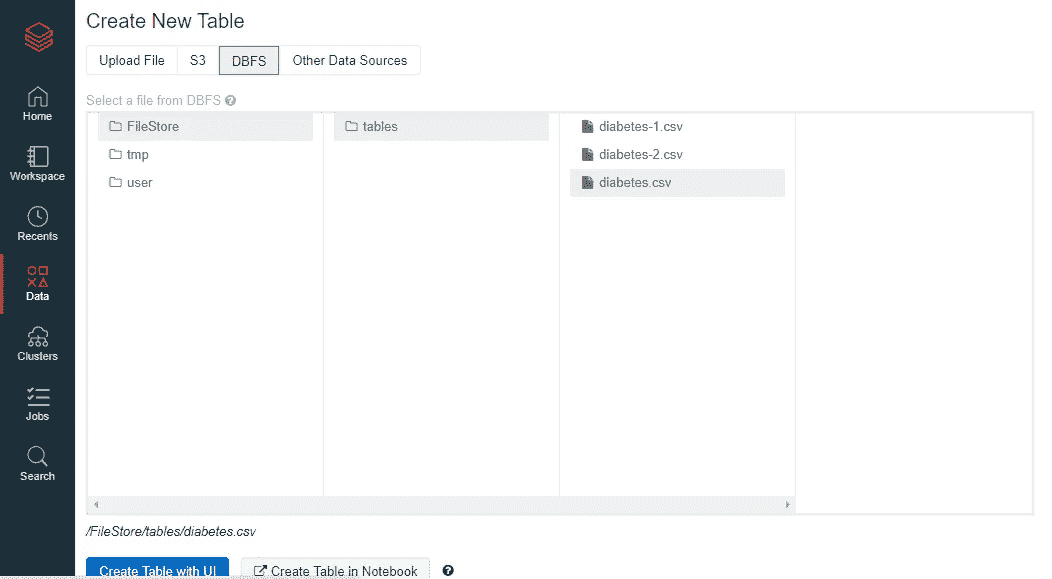 Create New Table
Upload File S3 DBFS Other Data Sources
Select a file from DBFS ?
Home
Workspace
Recents
Data
Clusters
Jobs
Search
FileStore
tmp
user
tables
diabetes-1.csv
diabetes-2.csv
diabetes.csv
/FileStore/tables/diabetes.csv
Create Table with UI Create Table in Notebook ?